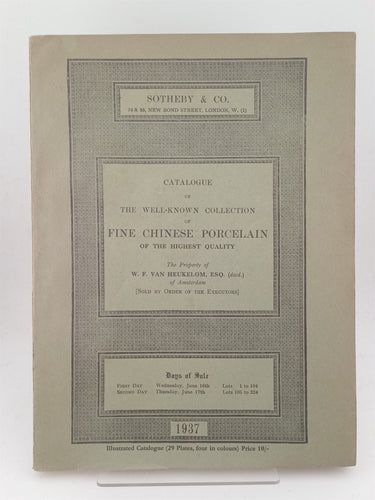 SOTHEBY & CO.
34 & 35, NEW BOND STREET, LONDON, W. (1)
CATALOGUE
OF
THE WELL-KNOWN COLLECTION
OF
FINE CHINESE PORCELAIN
OF THE HIGHEST QUALITY
The Property of
W. F. VAN HEUKELOM, ESQ. (decd.)
of Amsterdam
[SOLD BY ORDER OF THE EXECUTORS]
Days of Sale
FIRST DAY Wednesday, June 16th Lots 1 to 104
SECOND DAY Thursday, June 17th Lots 105 to 224
1937
Illustrated Catalogue (29 Plates, four in colours) Price 10/-